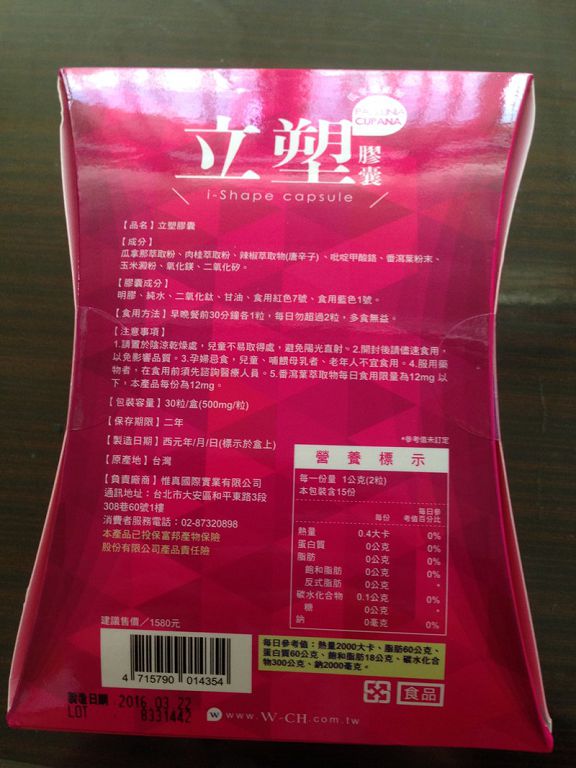 CUPANA
立塑
膠囊
i-Shape capsule
【品名】立塑膠囊
【成分】
瓜拿那萃取粉、肉桂萃取粉、辣椒萃取物(唐辛子)、吡啶甲酸鉻、番瀉葉粉末、
玉米澱粉、氧化鎂、二氧化矽。
【膠囊成分】
明膠、純水、二氧化鈦、甘油、食用紅色7號、食用藍色1號。
【食用方法】早晚餐前30分鐘各1粒，每日勿超過2粒，多食無益。
【注意事項】
1.請置於陰涼乾燥處，兒童不易取得處，避免陽光直射。2.開封後請儘速食用，
以免影響品質。3.孕婦忌食，兒童、哺餵母乳者、老年人不宜食用。4.服用藥
物者，在食用前須先諮詢醫療人員。5.番瀉葉萃取物每日食用限量為12mg 以
下，本產品每份為12mg。
【包裝容量】30粒/盒(500mg/粒)
【保存期限】二年
【製造日期】西元年/月/日(標示於盒上)
【原產地】台灣
【負責廠商】惟真國際實業有限公司
通訊地址：台北市大安區和平東路3段
308巷60號1樓
消費者服務電話：02-87320898
本產品已投保富邦產物保險
股份有限公司產品責任險
*參考值未訂定
營養標示
每一份量 1公克(2粒)
本包裝含15份
每份 每日參考值百分比
熱量 0.4大卡 0%
蛋白質 0公克 0%
脂肪 0公克 0%
飽和脂肪 0公克 0%
反式脂肪 0公克 *
碳水化合物 0.1公克 0%
糖 0公克 *
鈉 0毫克 0%
每日參考值：熱量2000大卡、脂肪60公克、
蛋白質60公克、飽和脂肪18公克、碳水化合
物300公克、鈉2000毫克。
建議售價／1580元
4 715790 014354
製造日期 2016.03.22
LOT 8331442
W www.W-CH.com.tw
食品